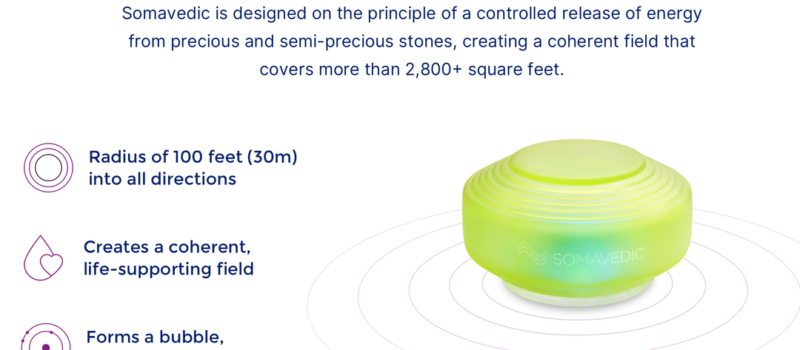 Somavedic is designed on the principle of a controlled release of energy
from precious and semi-precious stones, creating a coherent field that
covers more than 2,800+ square feet.
Radius of 100 feet (30m)
into all directions
Creates a coherent,
life-supporting field
SOMAVEDIC
Forms a bubble,